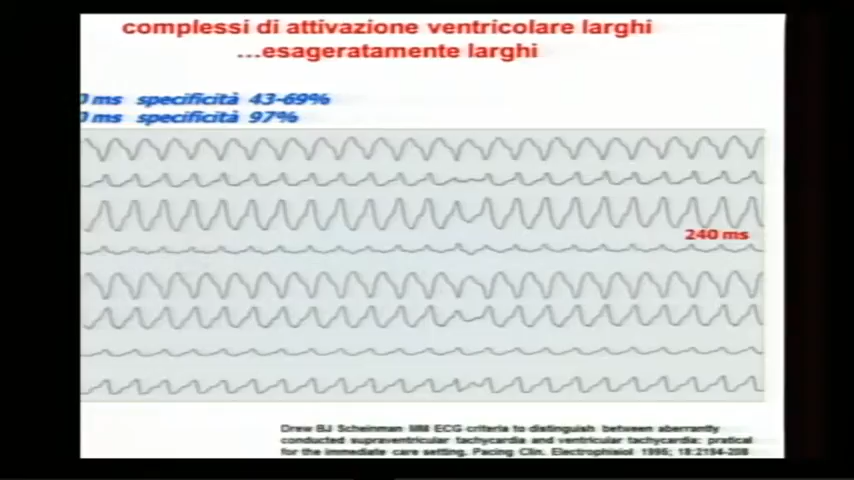 complessi di attivazione ventricolare larghi
...esageratamente larghi
0 ms specificità 43-69%
0 ms specificità 97%
240 ms
Drew BJ Scheinman MM ECG criteria to distinguish between aberrantly
conducted supraventricular tachycardia and ventricular tachycardia: pratical
for the immediate care setting. Pacing Clin. Electrophisiol 1995; 18:2194-208